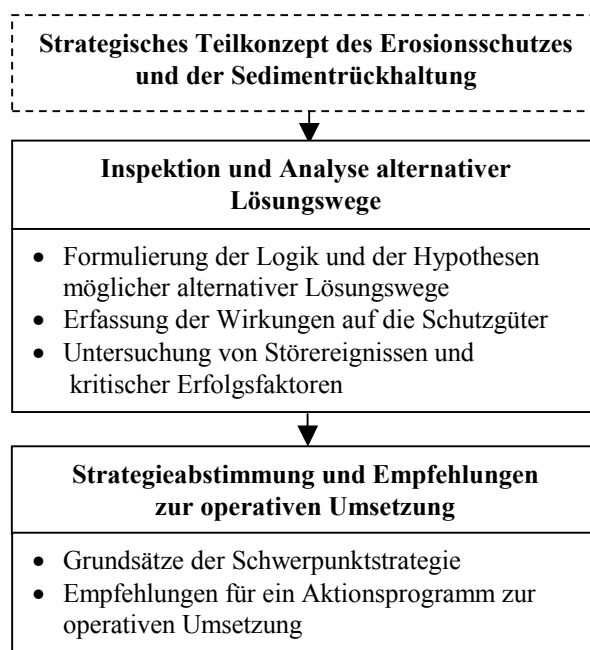 Strategisches Teilkonzept des Erosionsschutzes
und der Sedimentrückhaltung
Inspektion und Analyse alternativer
Lösungswege
• Formulierung der Logik und der Hypothesen
möglicher alternativer Lösungswege
• Erfassung der Wirkungen auf die Schutzgüter
• Untersuchung von Störereignissen und
kritischer Erfolgsfaktoren
Strategieabstimmung und Empfehlungen
zur operativen Umsetzung
• Grundsätze der Schwerpunktstrategie
• Empfehlungen für ein Aktionsprogramm zur
operativen Umsetzung